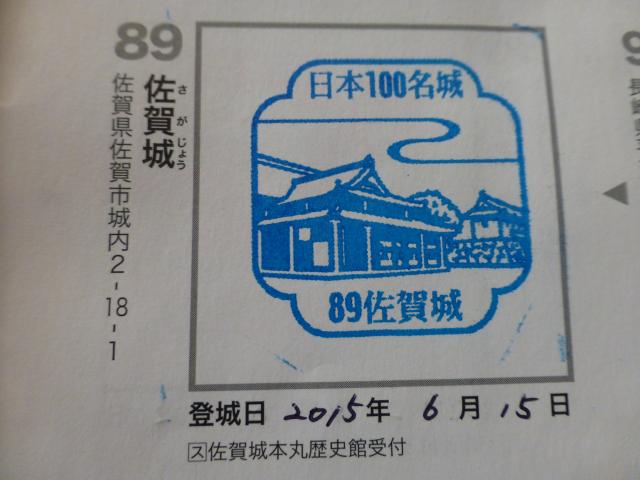 89
佐賀城
さがじょう
佐賀県佐賀市城内2-18-1
日本100名城
89佐賀城
登城日 2015年 6月 15日
ス佐賀城本丸歴史館受付
9